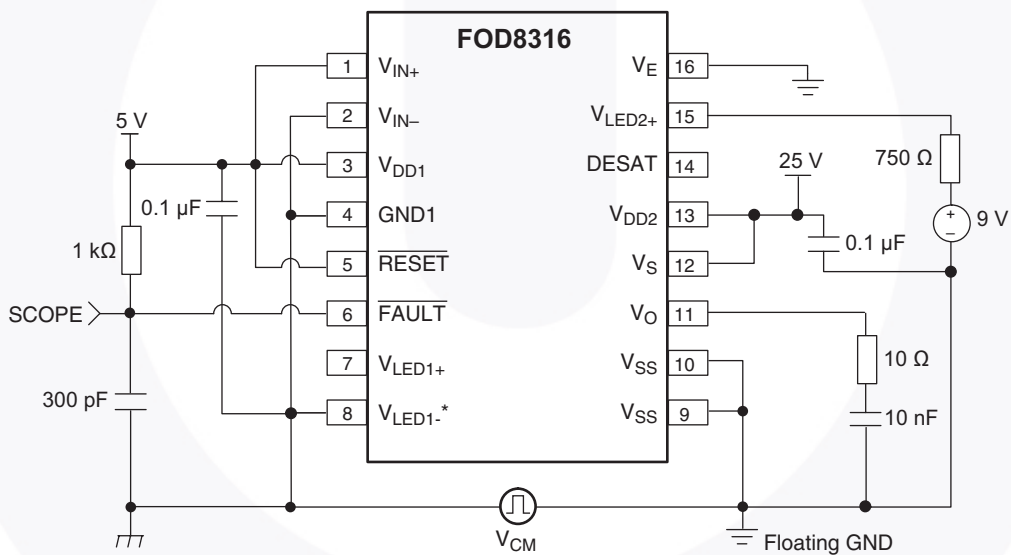 FOD8316
1 V_IN+
2 V_IN–
3 V_DD1
4 GND1
5 R̅E̅S̅E̅T̅
6 F̅A̅U̅L̅T̅
7 V_LED1+
8 V_LED1-*
V_E 16
V_LED2+ 15
DESAT 14
V_DD2 13
V_S 12
V_O 11
V_SS 10
V_SS 9
5 V
0.1 µF
1 kΩ
SCOPE
300 pF
25 V
0.1 µF
750 Ω
+
–
9 V
10 Ω
10 nF
V_CM
Floating GND